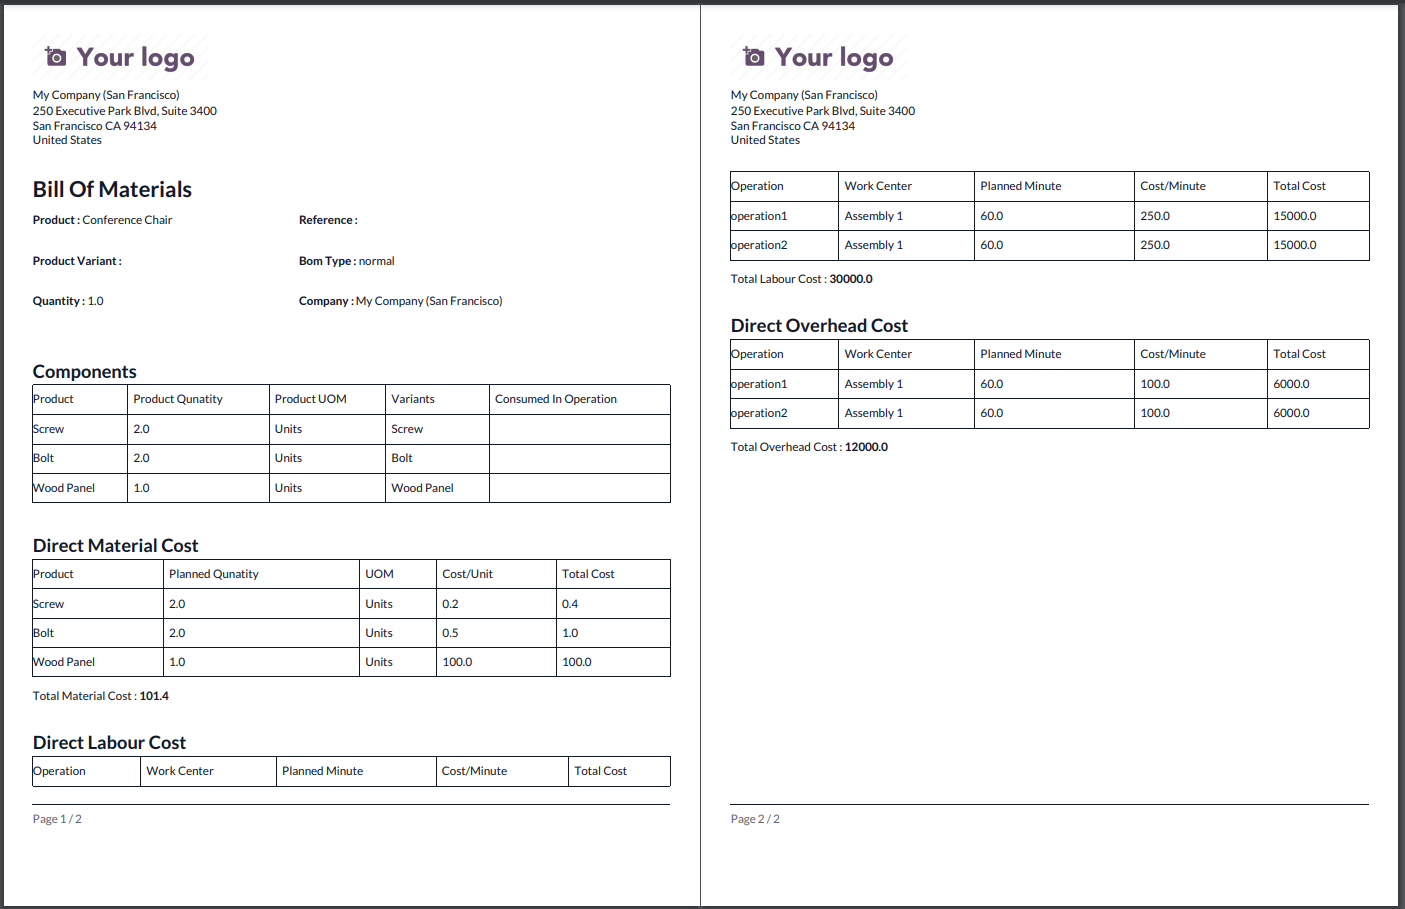 Your logo
My Company (San Francisco)
250 Executive Park Blvd, Suite 3400
San Francisco CA 94134
United States
Bill Of Materials
Product : Conference Chair Reference :
Product Variant : Bom Type : normal
Quantity : 1.0 Company : My Company (San Francisco)
Components
Product Product Qunatity Product UOM Variants Consumed In Operation
Screw 2.0 Units Screw
Bolt 2.0 Units Bolt
Wood Panel 1.0 Units Wood Panel
Direct Material Cost
Product Planned Qunatity UOM Cost/Unit Total Cost
Screw 2.0 Units 0.2 0.4
Bolt 2.0 Units 0.5 1.0
Wood Panel 1.0 Units 100.0 100.0
Total Material Cost : 101.4
Direct Labour Cost
Operation Work Center Planned Minute Cost/Minute Total Cost
Page 1 / 2
Your logo
My Company (San Francisco)
250 Executive Park Blvd, Suite 3400
San Francisco CA 94134
United States
Operation Work Center Planned Minute Cost/Minute Total Cost
operation1 Assembly 1 60.0 250.0 15000.0
operation2 Assembly 1 60.0 250.0 15000.0
Total Labour Cost : 30000.0
Direct Overhead Cost
Operation Work Center Planned Minute Cost/Minute Total Cost
operation1 Assembly 1 60.0 100.0 6000.0
operation2 Assembly 1 60.0 100.0 6000.0
Total Overhead Cost : 12000.0
Page 2 / 2